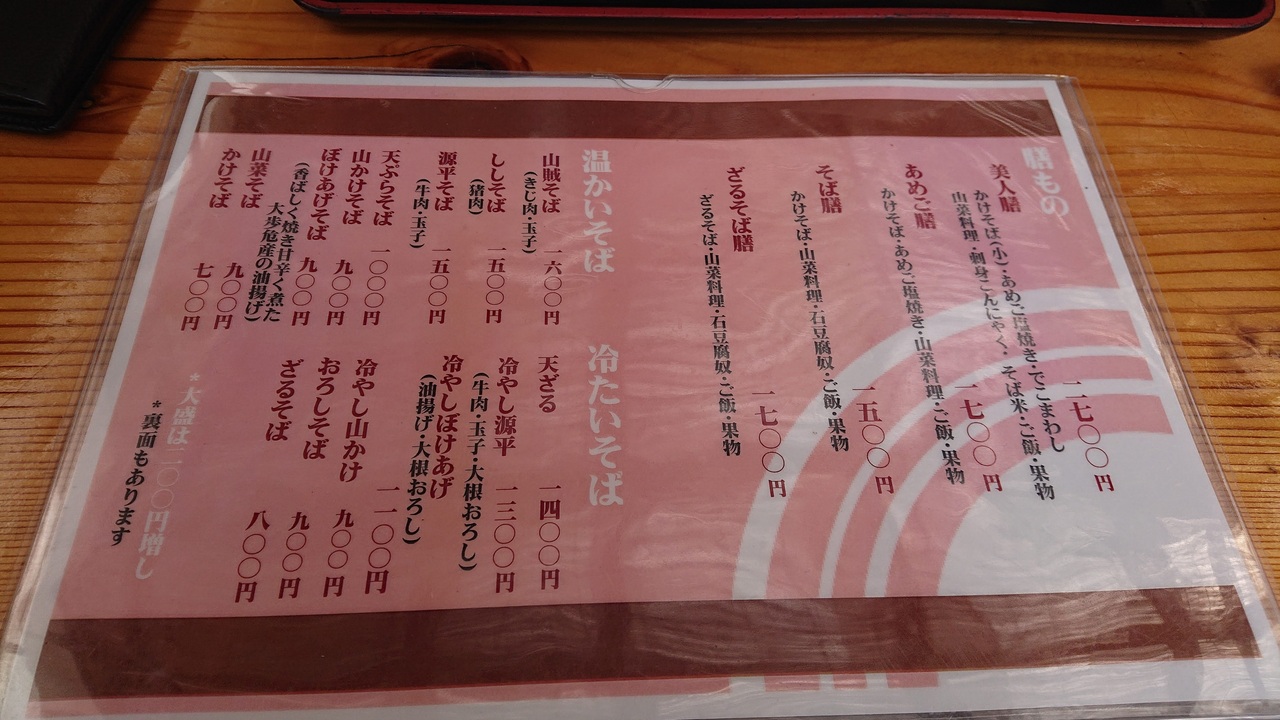 膳もの
美人膳
かけそば(小)・あめご塩焼き・でこまわし
山菜料理・刺身こんにゃく・そば米・ご飯・果物
二七〇〇円
あめご膳
かけそば・あめご塩焼き・山菜料理・ご飯・果物
一七〇〇円
そば膳
かけそば・山菜料理・石豆腐奴・ご飯・果物
一五〇〇円
ざるそば膳
ざるそば・山菜料理・石豆腐奴・ご飯・果物
一七〇〇円
温かいそば
山賊そば 一六〇〇円
(きじ肉・玉子)
ししそば 一五〇〇円
(猪肉)
源平そば 一五〇〇円
(牛肉・玉子)
天ぷらそば 一〇〇〇円
山かけそば 九〇〇円
ぼけあげそば 九〇〇円
(香ばしく焼き甘辛く煮た
大歩危産の油揚げ)
山菜そば 九〇〇円
かけそば 七〇〇円
冷たいそば
天ざる 一四〇〇円
冷やし源平 一三〇〇円
(牛肉・玉子・大根おろし)
冷やしぼけあげ 一一〇〇円
(油揚げ・大根おろし)
冷やし山かけ 九〇〇円
おろしそば 九〇〇円
ざるそば 八〇〇円
*大盛は二〇〇円増し
*裏面もあります